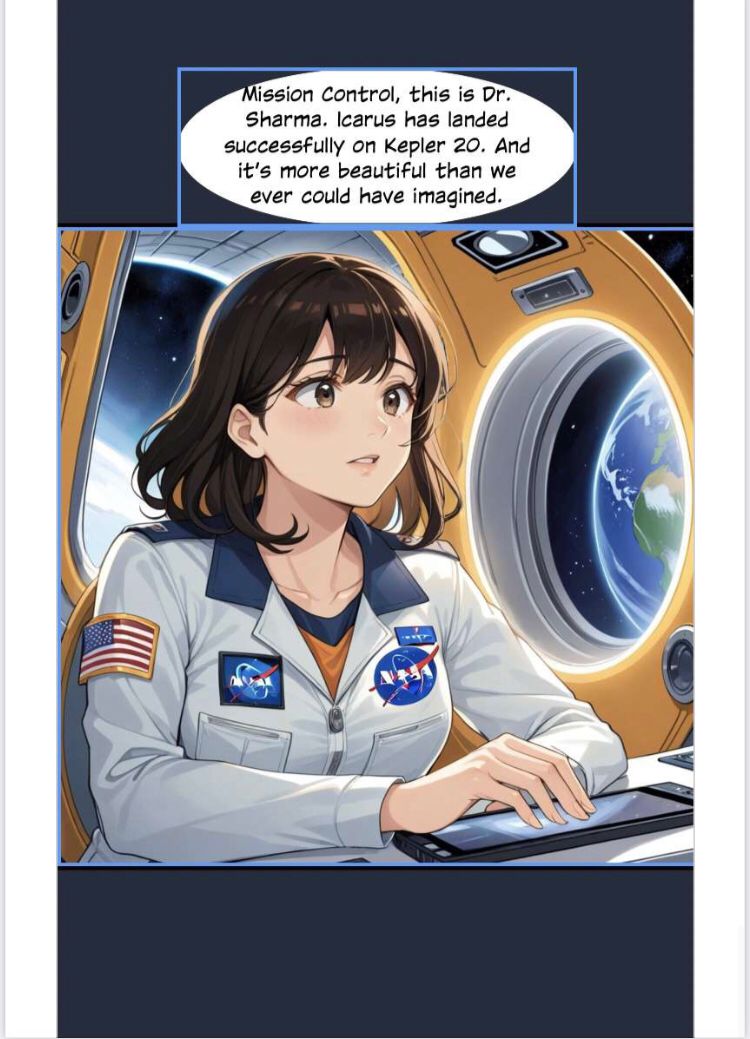 Mission Control, this is Dr.
Sharma. Icarus has landed
successfully on Kepler 20. And
it's more beautiful than we
ever could have imagined.
NASA